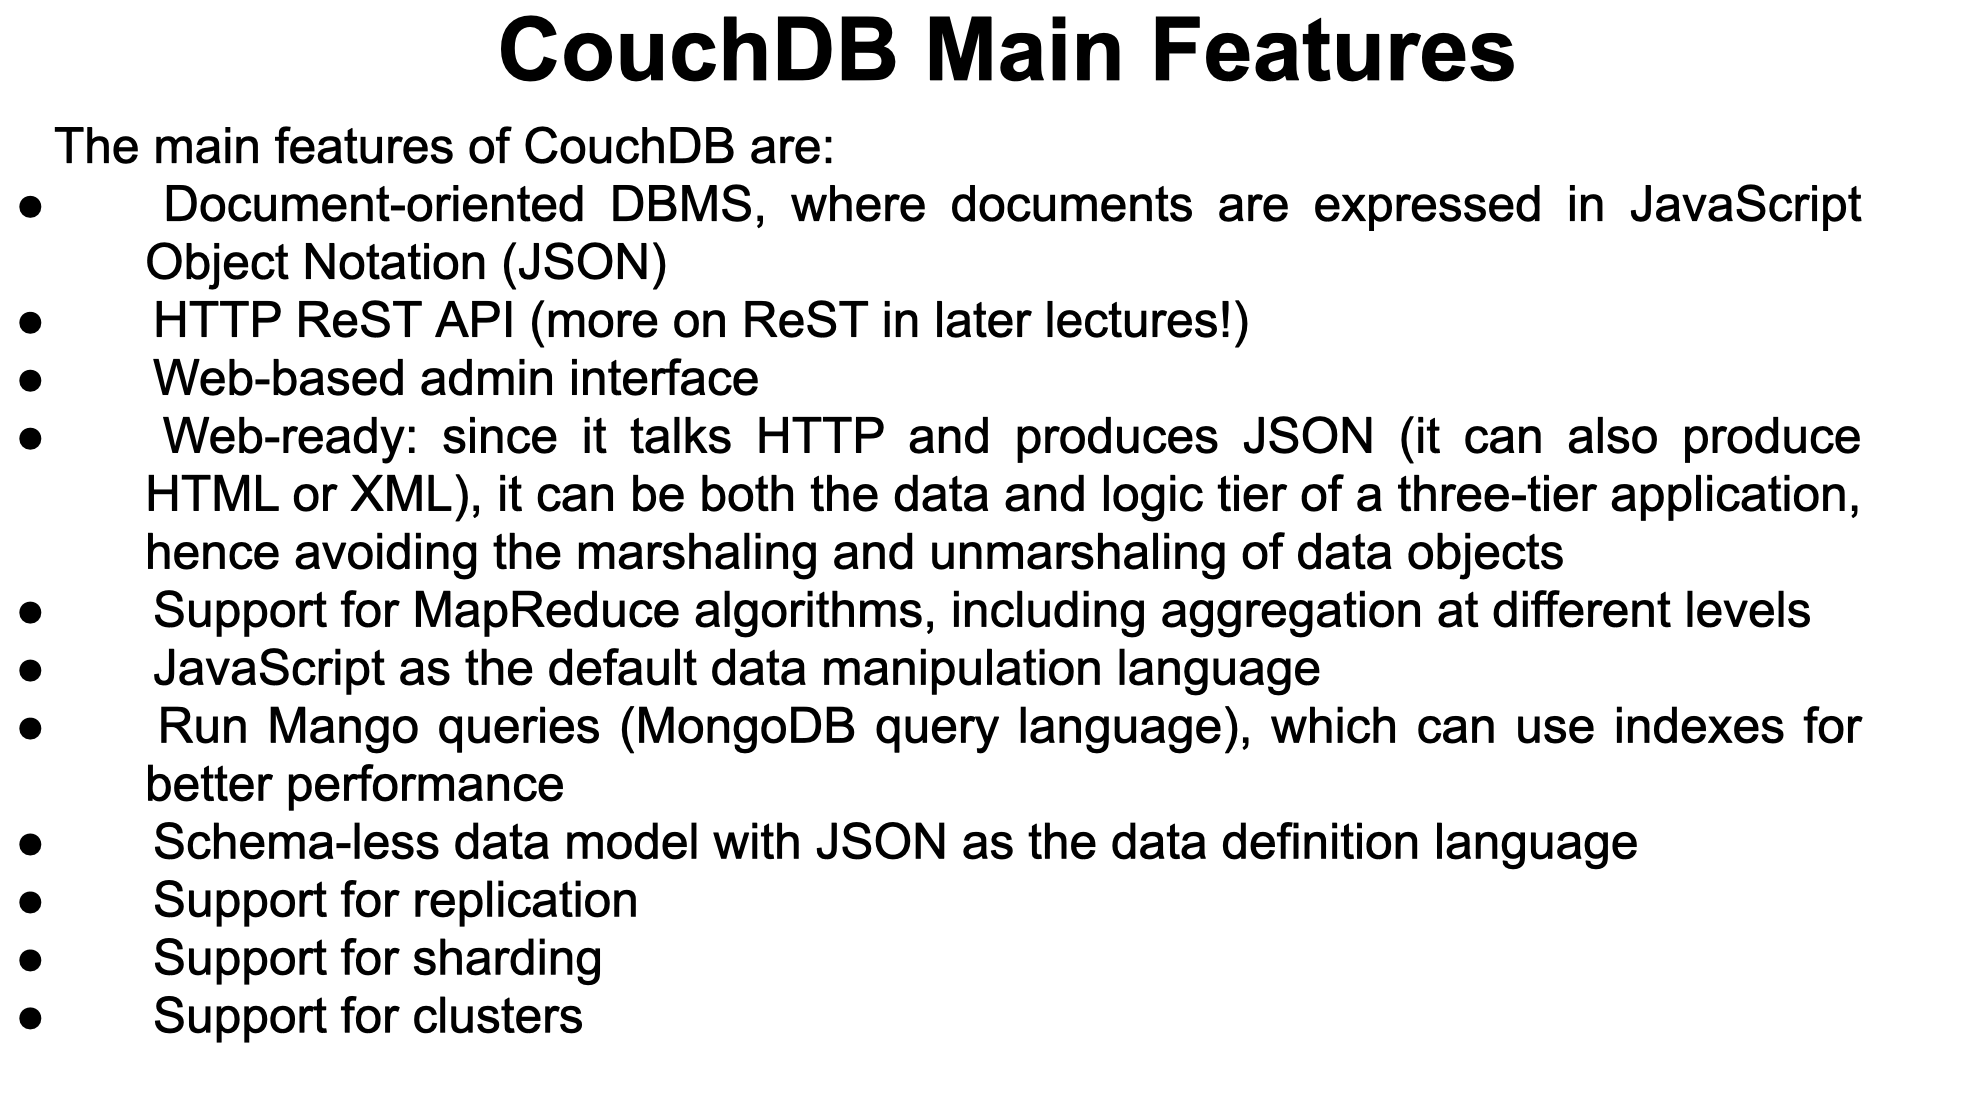 CouchDB Main Features
The main features of CouchDB are:
● Document-oriented DBMS, where documents are expressed in JavaScript
Object Notation (JSON)
● HTTP ReST API (more on ReST in later lectures!)
● Web-based admin interface
● Web-ready: since it talks HTTP and produces JSON (it can also produce
HTML or XML), it can be both the data and logic tier of a three-tier application,
hence avoiding the marshaling and unmarshaling of data objects
● Support for MapReduce algorithms, including aggregation at different levels
● JavaScript as the default data manipulation language
● Run Mango queries (MongoDB query language), which can use indexes for
better performance
● Schema-less data model with JSON as the data definition language
● Support for replication
● Support for sharding
● Support for clusters